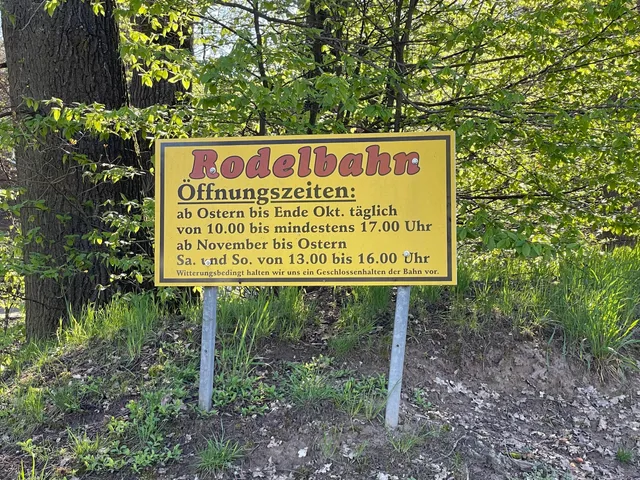 Rodelbahn
Öffnungszeiten:
ab Ostern bis Ende Okt. täglich
von 10.00 bis mindestens 17.00 Uhr
ab November bis Ostern
Sa. und So. von 13.00 bis 16.00 Uhr
Witterungsbedingt halten wir uns ein Geschlossenhalten der Bahn vor.